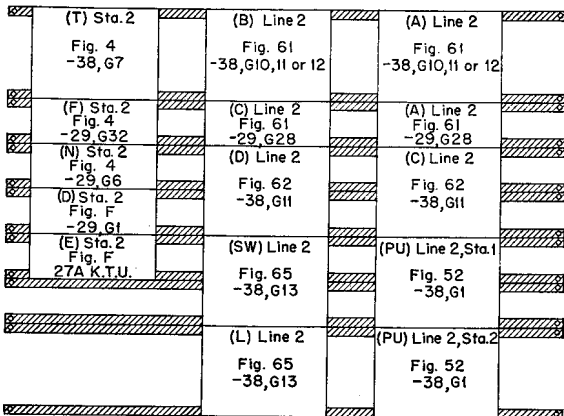 (T) Sta.2
Fig. 4
-38,G7
(F) Sta.2
Fig. 4
-29,G32
(N) Sta.2
Fig. 4
-29,G6
(D) Sta.2
Fig. F
-29,G1
(E) Sta.2
Fig. F
27A K.T.U.
(B) Line 2
Fig. 61
-38,G10,11 or 12
(C) Line 2
Fig. 61
-29,G28
(D) Line 2
Fig. 62
-38,G11
(SW) Line 2
Fig. 65
-38,G13
(L) Line 2
Fig. 65
-38,G13
(A) Line 2
Fig. 61
-38,G10,11 or 12
(A) Line 2
Fig. 61
-29,G28
(C) Line 2
Fig. 62
-38,G11
(PU) Line 2,Sta.1
Fig. 52
-38,G1
(PU) Line 2,Sta.2
Fig. 52
-38,G1